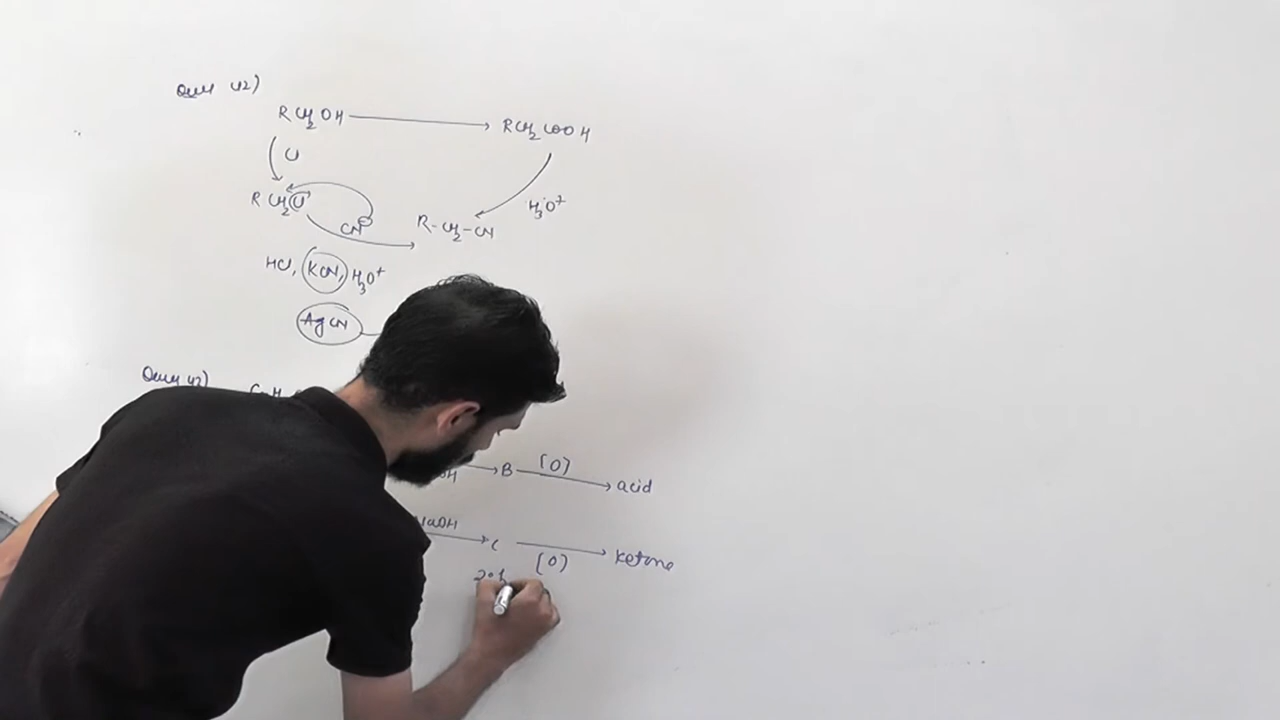 Ques 42)
RCH2OH → RCH2COOH
Cl
H3O+
RCH2Cl
CN⊖
R-CH2-CN
HCl, KCN, H3O+
AgCN
Ques 42)
OH → B [O] → acid
NaOH → C [O] → ketone